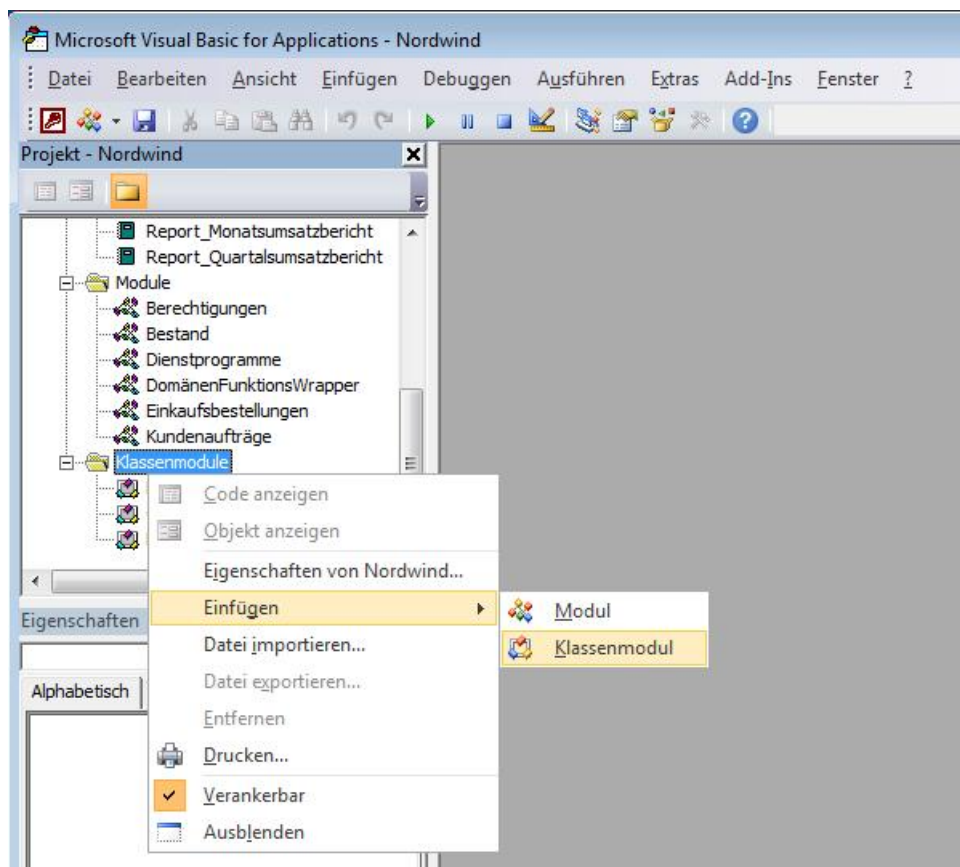 Microsoft Visual Basic for Applications - Nordwind
Datei Bearbeiten Ansicht Einfügen Debuggen Ausführen Extras Add-Ins Fenster ?
Projekt - Nordwind
Report_Monatsumsatzbericht
Report_Quartalsumsatzbericht
Module
Berechtigungen
Bestand
Dienstprogramme
DomänenFunktionsWrapper
Einkaufsbestellungen
Kundenaufträge
Klassenmodule
Code anzeigen
Objekt anzeigen
Eigenschaften von Nordwind...
Einfügen
Modul
Klassenmodul
Datei importieren...
Datei exportieren...
Entfernen
Drucken...
Verankerbar
Ausblenden
Eigenschaften
Alphabetisch